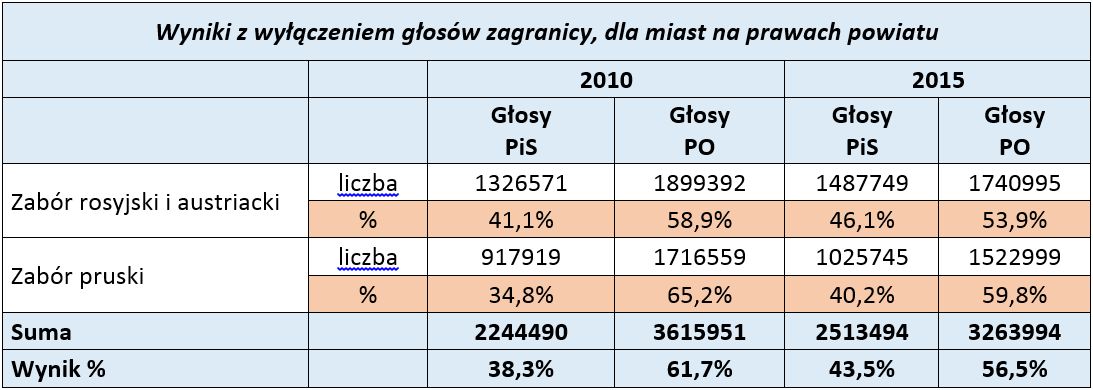 Wyniki z wyłączeniem głosów zagranicy, dla miast na prawach powiatu
2010 2015
Głosy PiS Głosy PO Głosy PiS Głosy PO
Zabór rosyjski i austriacki liczba 1326571 1899392 1487749 1740995
% 41,1% 58,9% 46,1% 53,9%
Zabór pruski liczba 917919 1716559 1025745 1522999
% 34,8% 65,2% 40,2% 59,8%
Suma 2244490 3615951 2513494 3263994
Wynik % 38,3% 61,7% 43,5% 56,5%